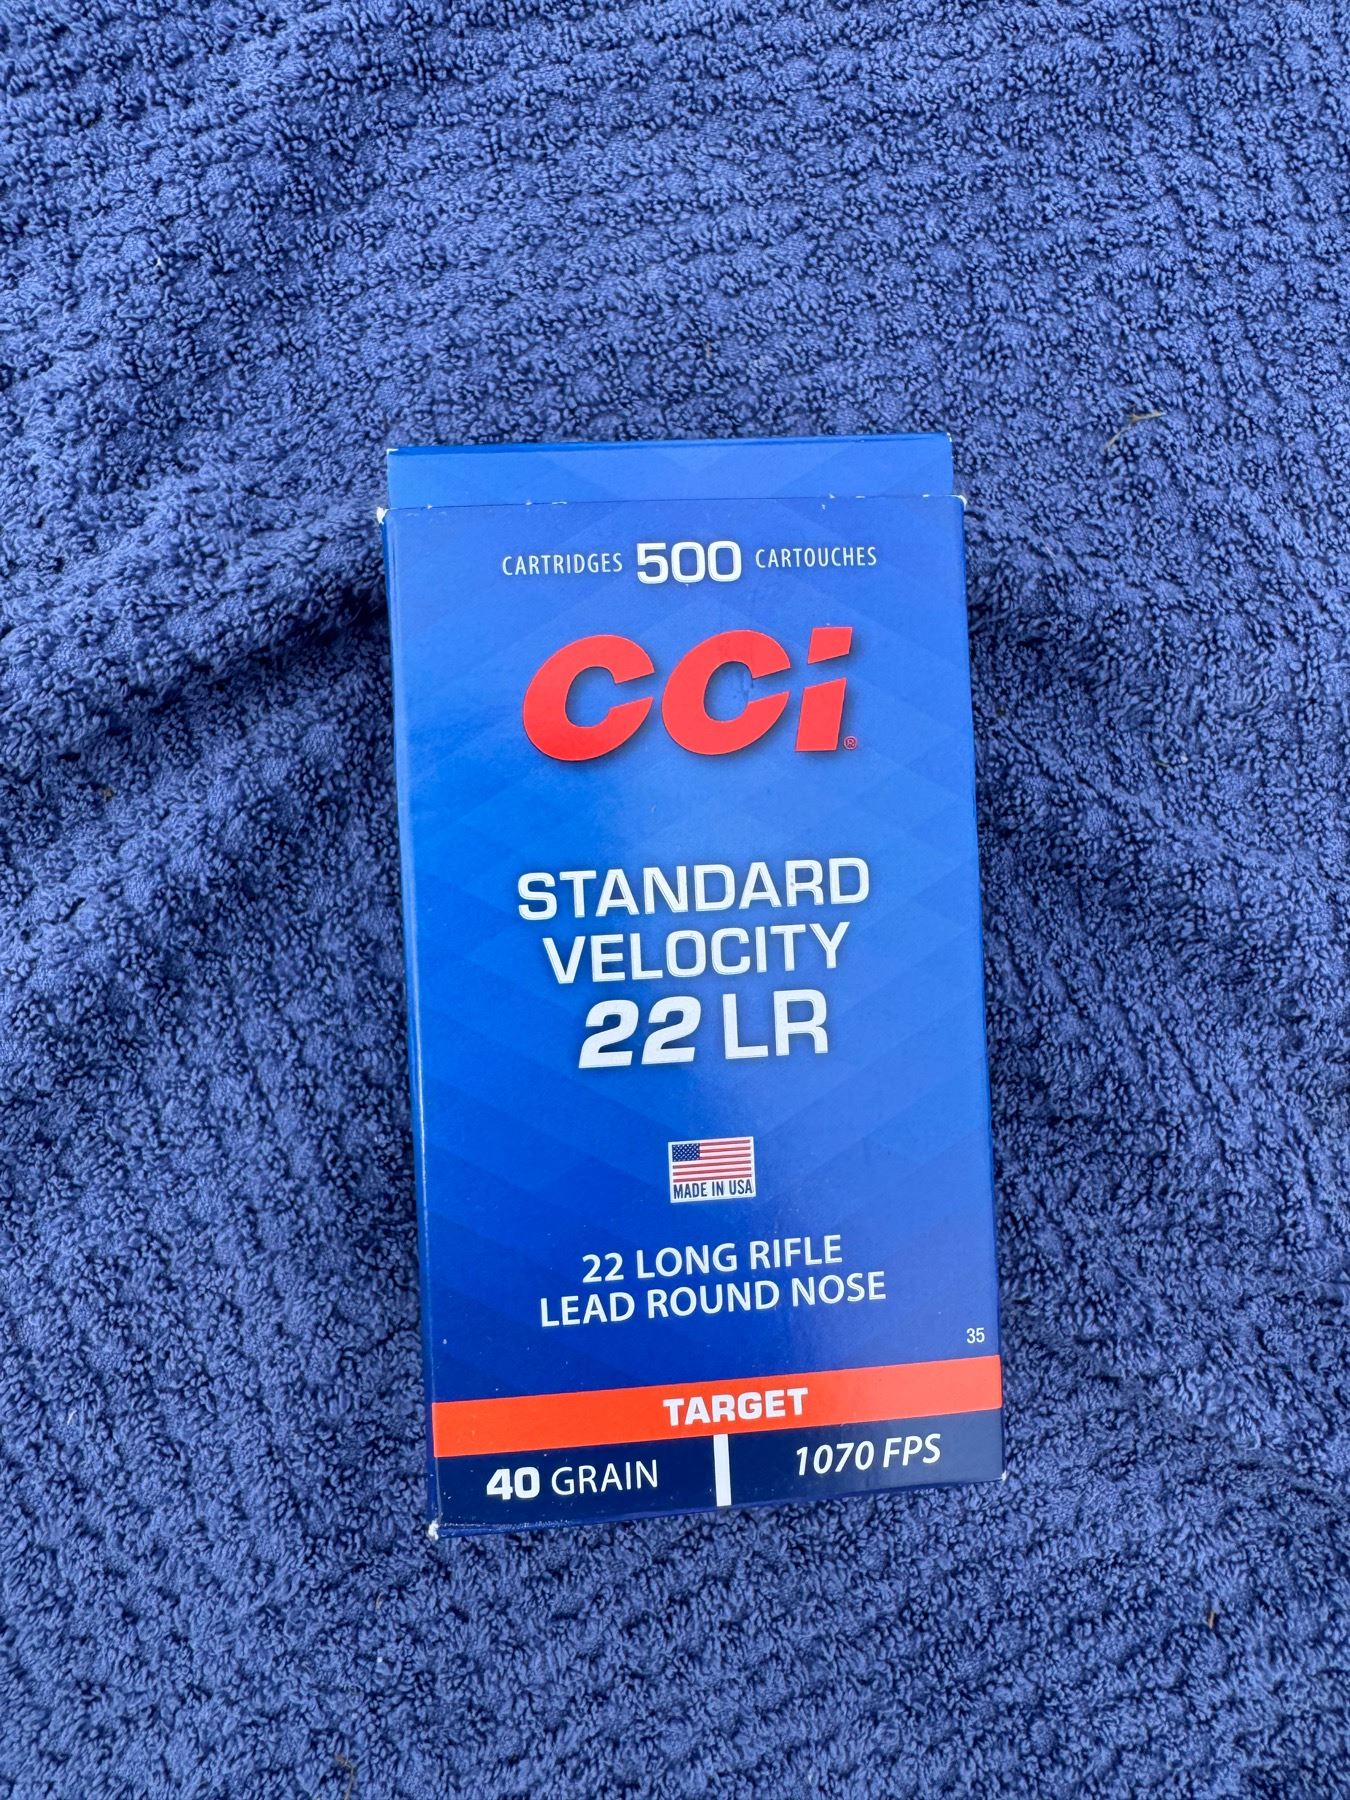 CARTRIDGES 500 CARTOUCHES
CCi®
STANDARD
VELOCITY
22 LR
MADE IN USA
22 LONG RIFLE
LEAD ROUND NOSE
35
TARGET
40 GRAIN 1070 FPS